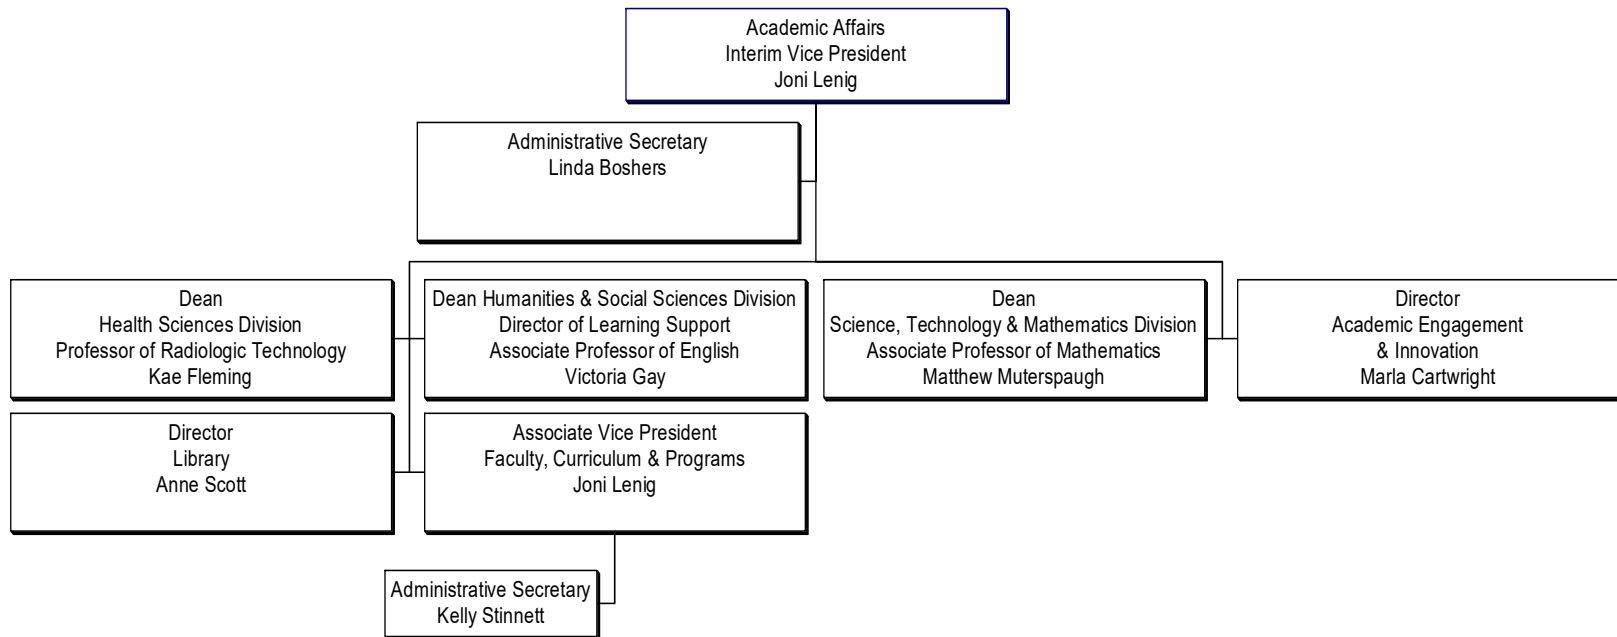 Academic Affairs
Interim Vice President
Joni Lenig
Administrative Secretary
Linda Boshers
Dean
Health Sciences Division
Professor of Radiologic Technology
Kae Fleming
Dean Humanities & Social Sciences Division
Director of Learning Support
Associate Professor of English
Victoria Gay
Dean
Science, Technology & Mathematics Division
Associate Professor of Mathematics
Matthew Muterspaugh
Director
Academic Engagement
& Innovation
Marla Cartwright
Director
Library
Anne Scott
Associate Vice President
Faculty, Curriculum & Programs
Joni Lenig
Administrative Secretary
Kelly Stinnett